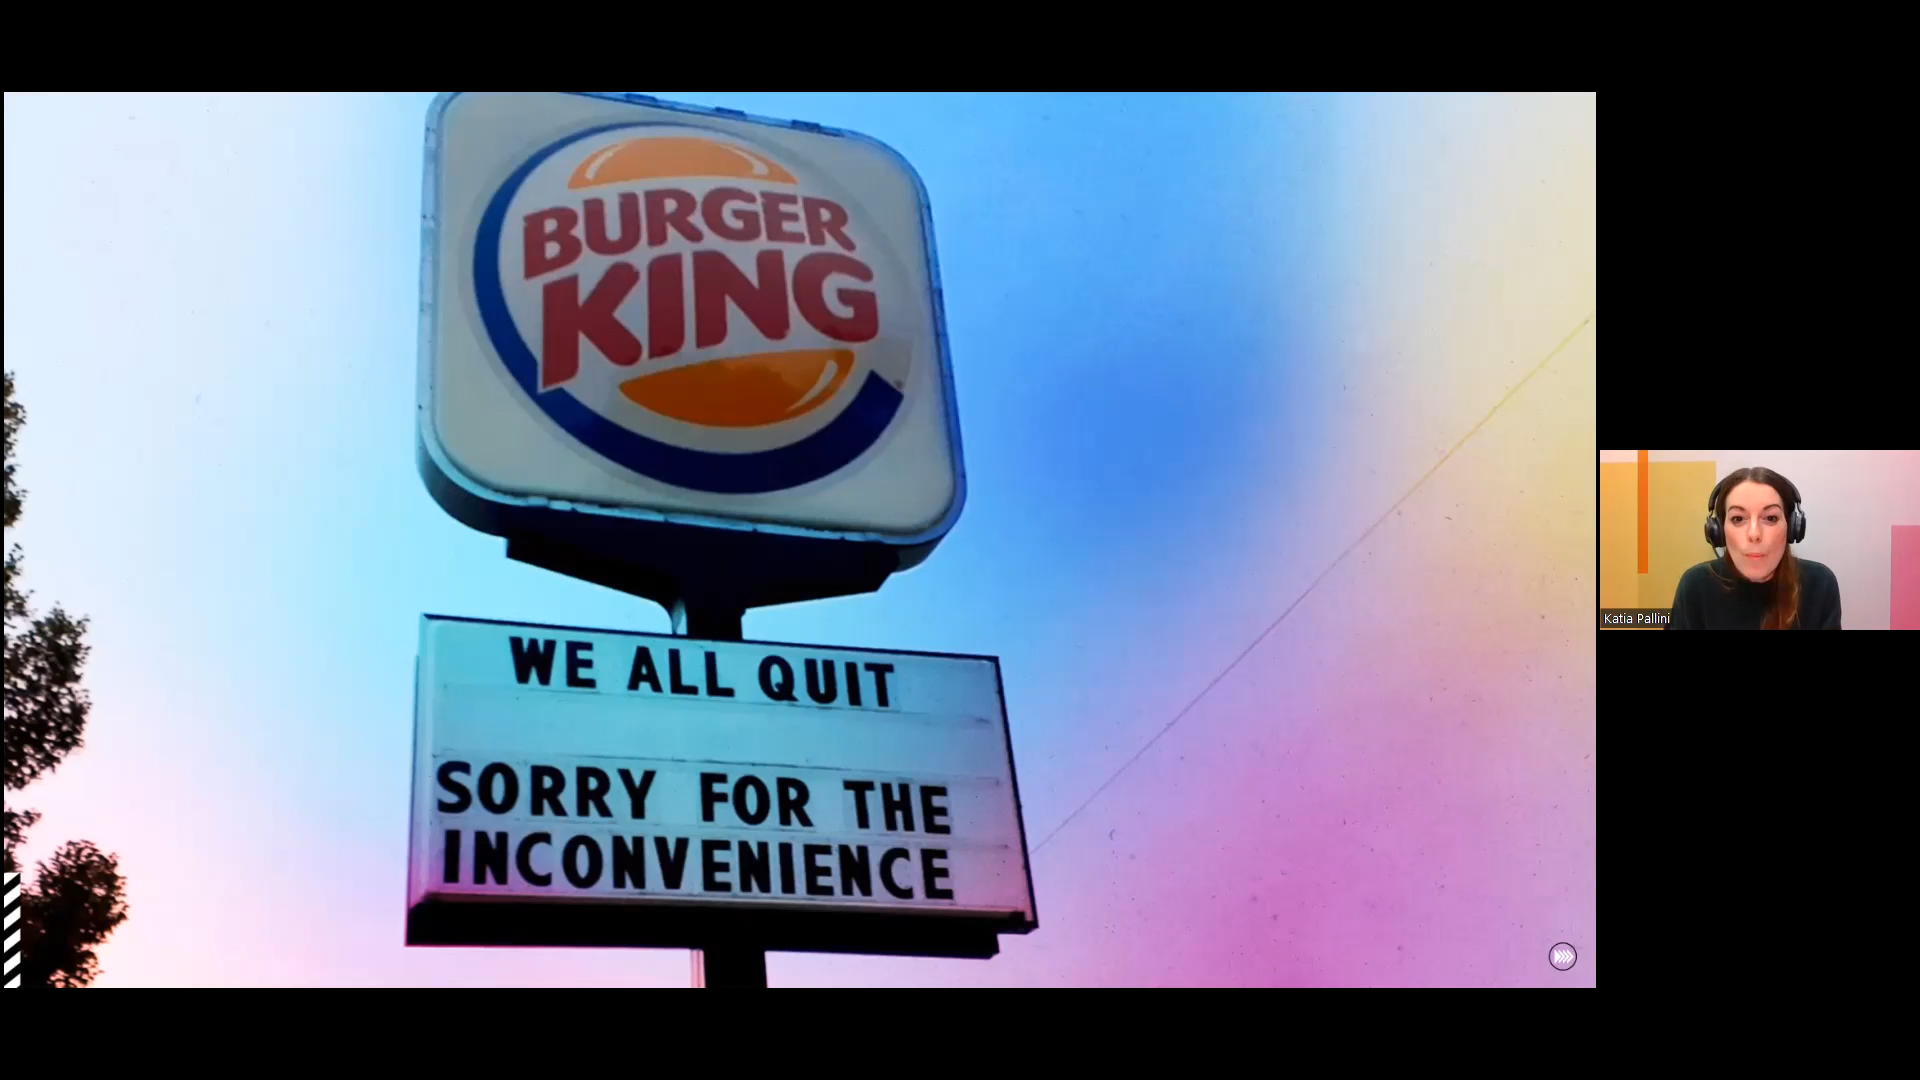 BURGER
KING
WE ALL QUIT
SORRY FOR THE
INCONVENIENCE
Katia Pallini